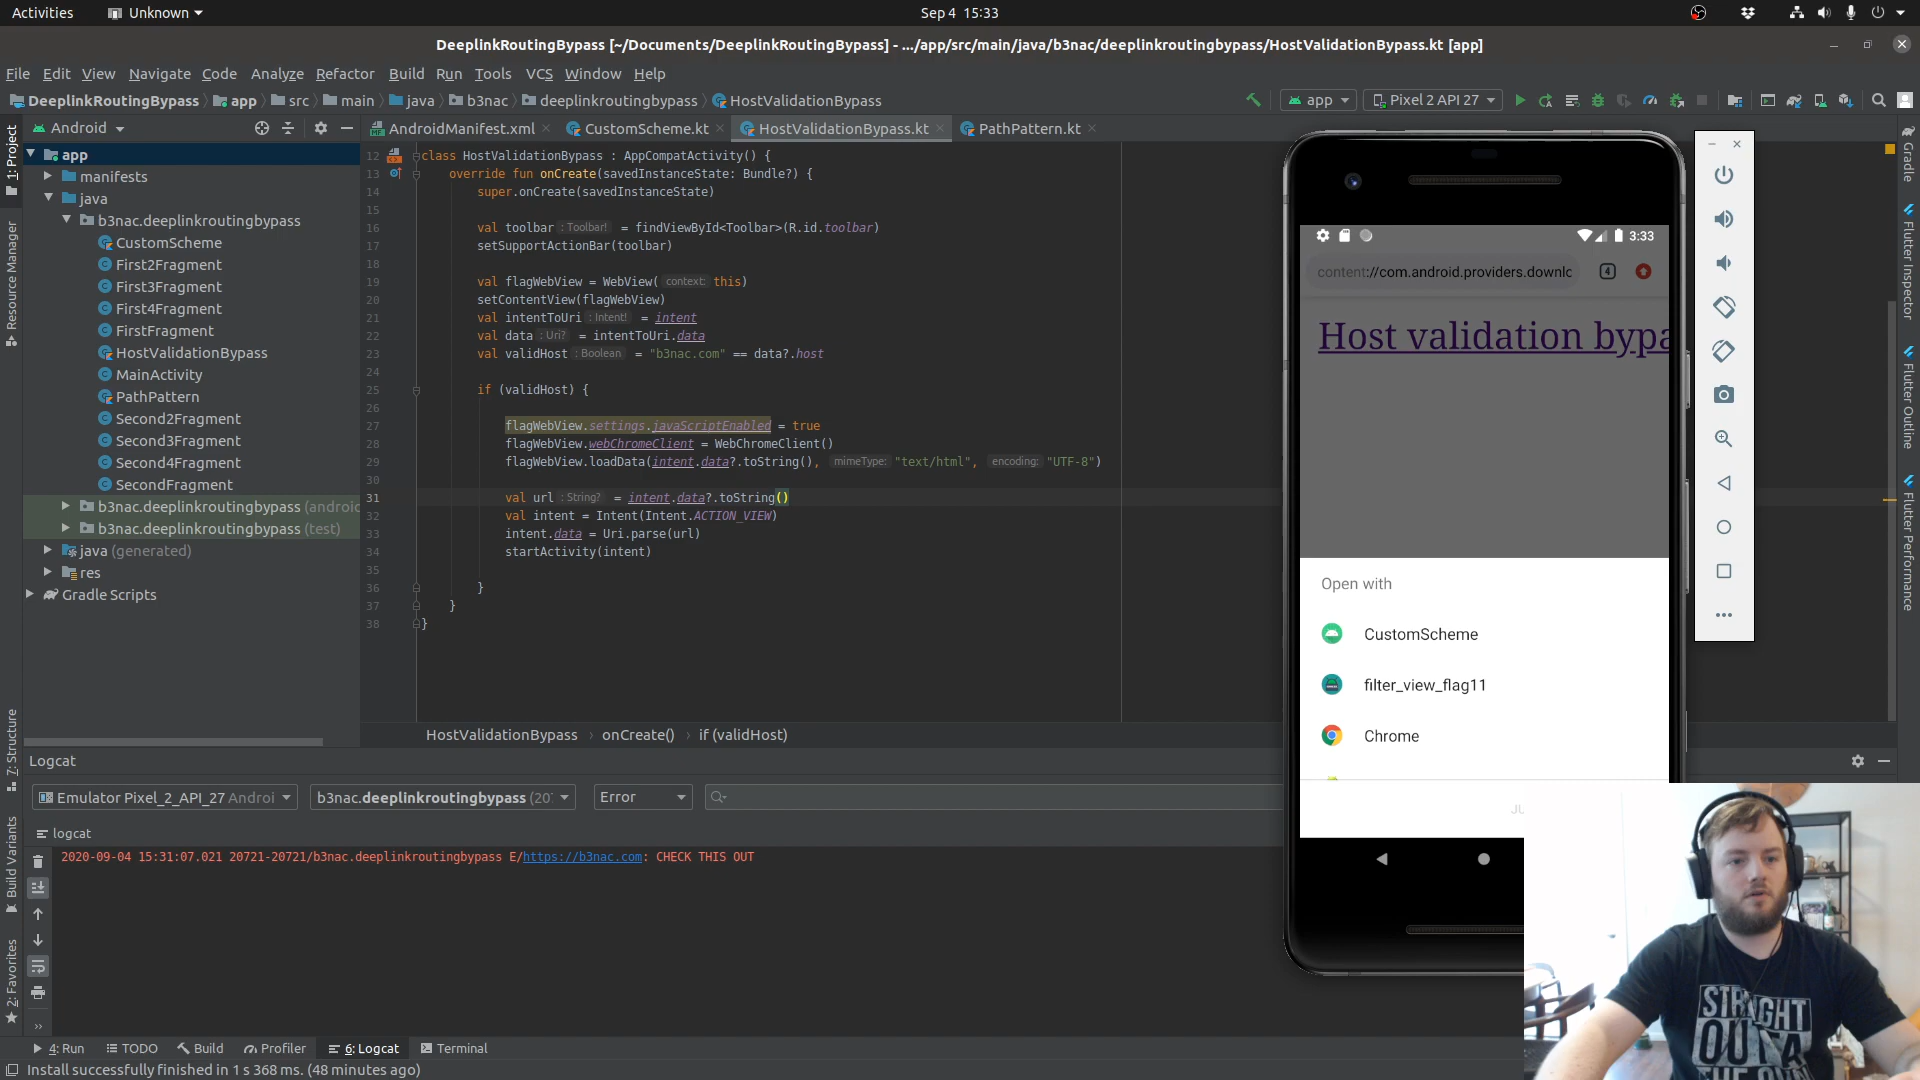 Activities
Unknown
Sep 4 15:33
DeeplinkRoutingBypass [~/Documents/DeeplinkRoutingBypass] - .../app/src/main/java/b3nac/deeplinkroutingbypass/HostValidationBypass.kt [app]
File Edit View Navigate Code Analyze Refactor Build Run Tools VCS Window Help
DeeplinkRoutingBypass app src main java b3nac deeplinkroutingbypass HostValidationBypass
app
Pixel 2 API 27
Android
AndroidManifest.xml
CustomScheme.kt
HostValidationBypass.kt
PathPattern.kt
1: Project
Resource Manager
7: Structure
Build Variants
2: Favorites
app
manifests
java
b3nac.deeplinkroutingbypass
CustomScheme
First2Fragment
First3Fragment
First4Fragment
FirstFragment
HostValidationBypass
MainActivity
PathPattern
Second2Fragment
Second3Fragment
Second4Fragment
SecondFragment
b3nac.deeplinkroutingbypass (androic
b3nac.deeplinkroutingbypass (test)
java (generated)
res
Gradle Scripts
12 class HostValidationBypass : AppCompatActivity() {
13 override fun onCreate(savedInstanceState: Bundle?) {
14 super.onCreate(savedInstanceState)
15
16 val toolbar : Toolbar! = findViewById<Toolbar>(R.id.toolbar)
17 setSupportActionBar(toolbar)
18
19 val flagWebView = WebView( context: this)
20 setContentView(flagWebView)
21 val intentToUri : Intent! = intent
22 val data : Uri? = intentToUri.data
23 val validHost : Boolean = "b3nac.com" == data?.host
24
25 if (validHost) {
26
27 flagWebView.settings.javaScriptEnabled = true
28 flagWebView.webChromeClient = WebChromeClient()
29 flagWebView.loadData(intent.data?.toString(), mimeType: "text/html", encoding: "UTF-8")
30
31 val url : String? = intent.data?.toString()
32 val intent = Intent(Intent.ACTION_VIEW)
33 intent.data = Uri.parse(url)
34 startActivity(intent)
35
36 }
37 }
38 }
HostValidationBypass › onCreate() › if (validHost)
3:33
content://com.android.providers.downlc
4
Host validation bypa
Open with
CustomScheme
filter_view_flag11
Chrome
JU
Gradle
Flutter Inspector
Flutter Outline
Flutter Performance
Logcat
Emulator Pixel_2_API_27 Androi
b3nac.deeplinkroutingbypass (20
Error
logcat
2020-09-04 15:31:07.021 20721-20721/b3nac.deeplinkroutingbypass E/https://b3nac.com: CHECK THIS OUT
4: Run TODO Build Profiler 6: Logcat Terminal
Install successfully finished in 1 s 368 ms. (48 minutes ago)
STRAIGHT
OUTTA